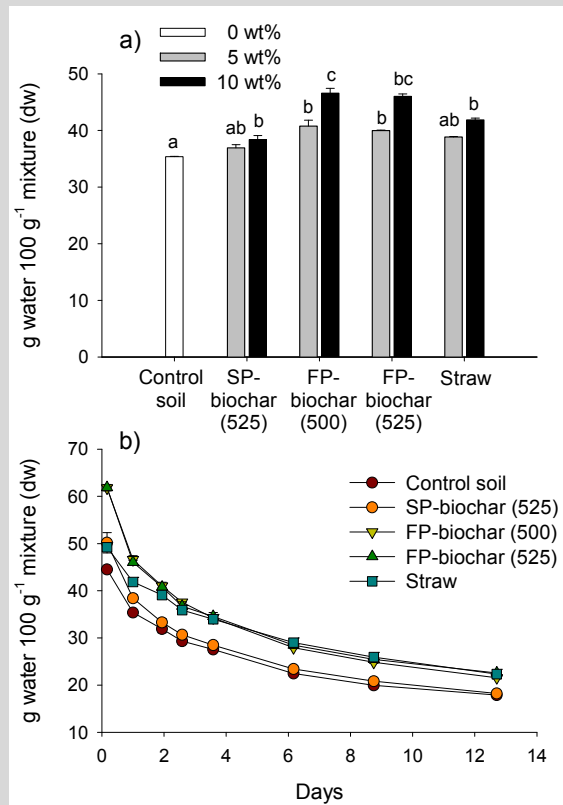 a)
0 wt%
5 wt%
10 wt%
g water 100 g⁻¹ mixture (dw)
50
40
30
20
10
0
a
ab
b
b
c
b
bc
ab
b
Control
soil
SP-
biochar
(525)
FP-
biochar
(500)
FP-
biochar
(525)
Straw
b)
Control soil
SP-biochar (525)
FP-biochar (500)
FP-biochar (525)
Straw
g water 100 g⁻¹ mixture (dw)
70
60
50
40
30
20
10
0 2 4 6 8 10 12 14
Days